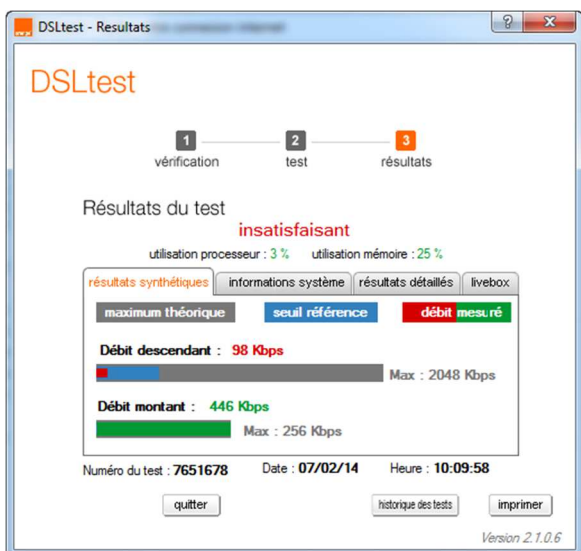 DSLtest - Resultats
DSLtest
1 2 3
vérification test résultats
Résultats du test
insatisfaisant
utilisation processeur : 3 % utilisation mémoire : 25 %
résultats synthétiques informations système résultats détaillés livebox
maximum théorique seuil référence débit mesuré
Débit descendant : 98 Kbps
Max : 2048 Kbps
Débit montant : 446 Kbps
Max : 256 Kbps
Numéro du test : 7651678 Date : 07/02/14 Heure : 10:09:58
quitter historique des tests imprimer
Version 2.1.0.6